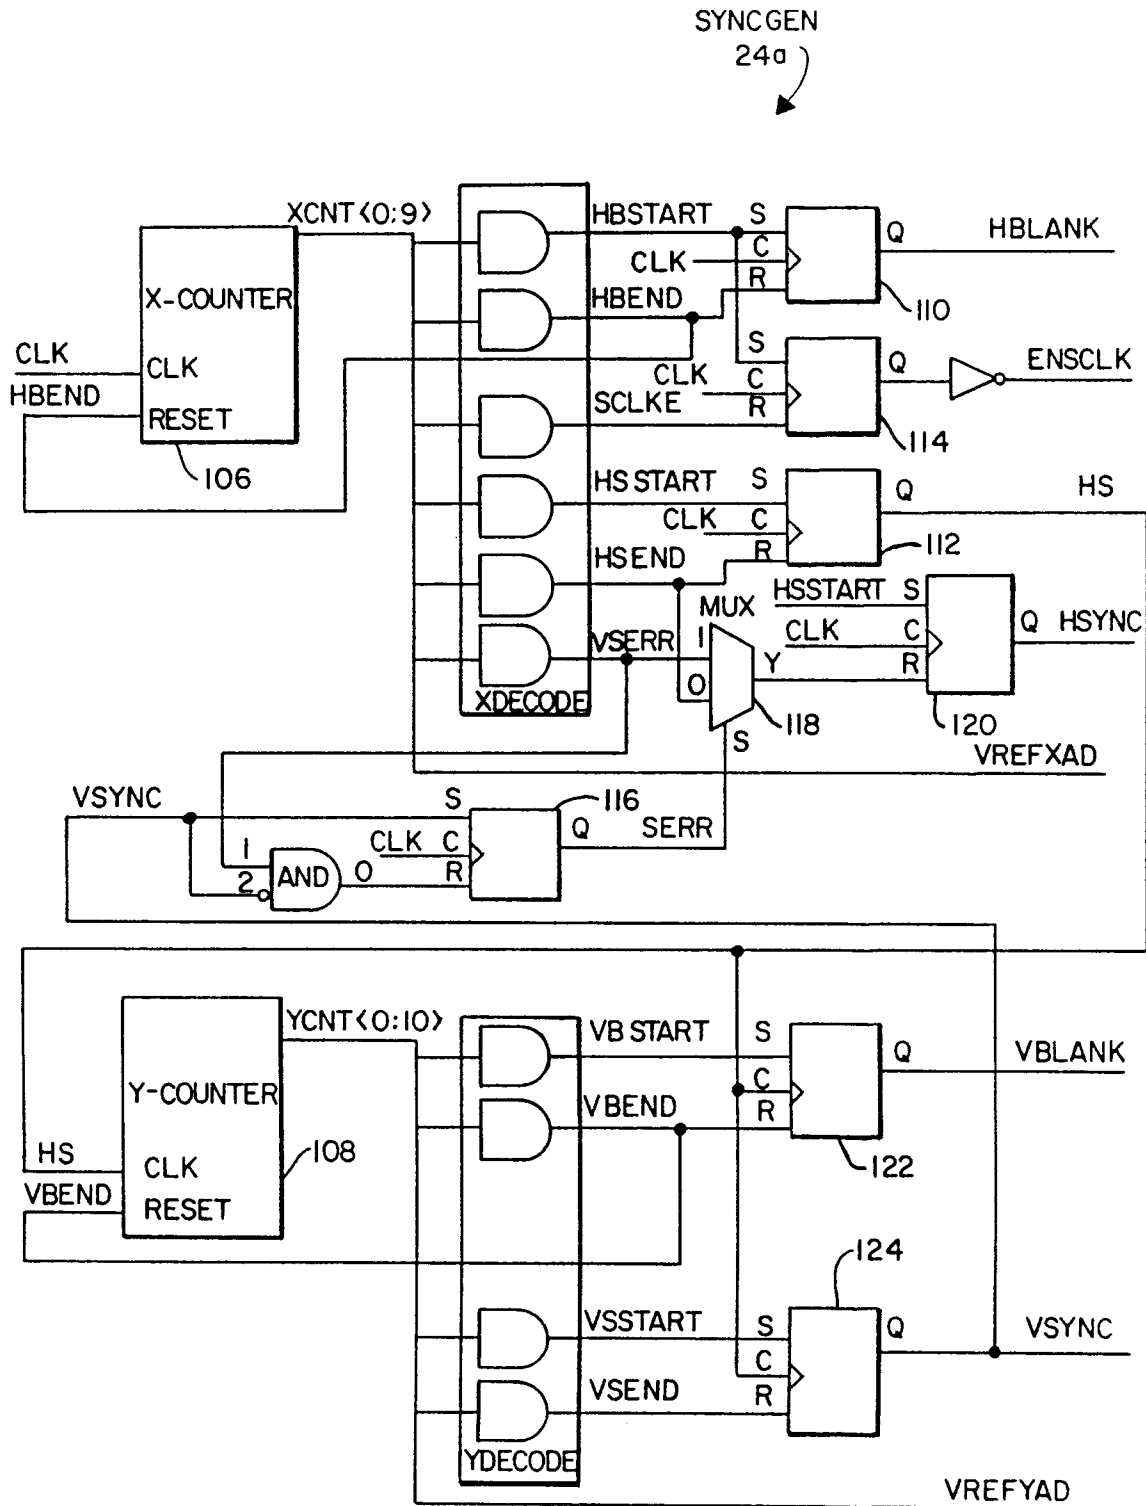 SYNCGEN
24a
XCNT<0:9>
HBSTART
S
Q
HBLANK
C
CLK
R
110
X-COUNTER
HBEND
CLK
CLK
HBEND
RESET
106
S
Q
ENSCLK
CLK
C
SCLKE
R
114
HSSTART
S
Q
HS
CLK
C
R
112
HSEND
MUX
HSSTART
S
Q
HSYNC
CLK
C
VSERR
1
Y
R
0
118
120
XDECODE
S
VREFXAD
VSYNC
S
116
Q
SERR
CLK
C
1
AND
O
R
2
YCNT<0:10>
VBSTART
S
Q
VBLANK
Y-COUNTER
C
VBEND
R
HS
CLK
108
122
VBEND
RESET
124
VSSTART
S
Q
VSYNC
C
VSEND
R
YDECODE
VREFYAD